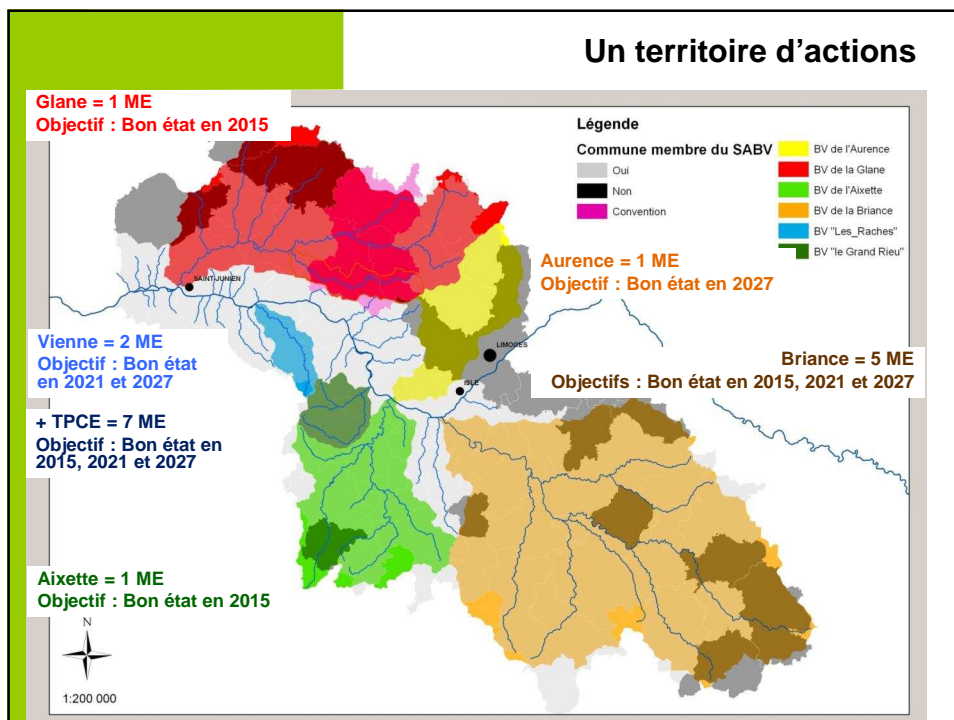 Un territoire d'actions
Glane = 1 ME
Objectif : Bon état en 2015
Légende
Commune membre du SABV
Oui
Non
Convention
BV de l'Aurence
BV de la Glane
BV de l'Aixette
BV de la Briance
BV "Les_Raches"
BV "le Grand Rieu"
Aurence = 1 ME
Objectif : Bon état en 2027
SAINT-JUNIEN
Vienne = 2 ME
Objectif : Bon état
en 2021 et 2027
LIMOGES
Briance = 5 ME
Objectifs : Bon état en 2015, 2021 et 2027
ISLE
+ TPCE = 7 ME
Objectif : Bon état en
2015, 2021 et 2027
Aixette = 1 ME
Objectif : Bon état en 2015
N
1:200 000